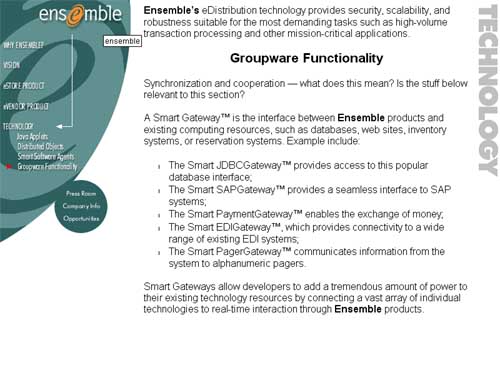 ensemble
ensemble
WHY ENSEMBLE?
VISION
eSTORE PRODUCT
eVENDOR PRODUCT
TECHNOLOGY
Java Applets
Distributed Objects
SmartSoftware Agents
Groupware Functionality
Press Room
Company Info
Opportunities
Ensemble's eDistribution technology provides security, scalability, and
robustness suitable for the most demanding tasks such as high-volume
transaction processing and other mission-critical applications.
Groupware Functionality
Synchronization and cooperation — what does this mean? Is the stuff below
relevant to this section?
A Smart Gateway™ is the interface between Ensemble products and
existing computing resources, such as databases, web sites, inventory
systems, or reservation systems. Example include:
The Smart JDBCGateway™ provides access to this popular
database interface;
The Smart SAPGateway™ provides a seamless interface to SAP
systems;
The Smart PaymentGateway™ enables the exchange of money;
The Smart EDIGateway™, which provides connectivity to a wide
range of existing EDI systems;
The Smart PagerGateway™ communicates information from the
system to alphanumeric pagers.
Smart Gateways allow developers to add a tremendous amount of power to
their existing technology resources by connecting a vast array of individual
technologies to real-time interaction through Ensemble products.
TECHNOLOGY